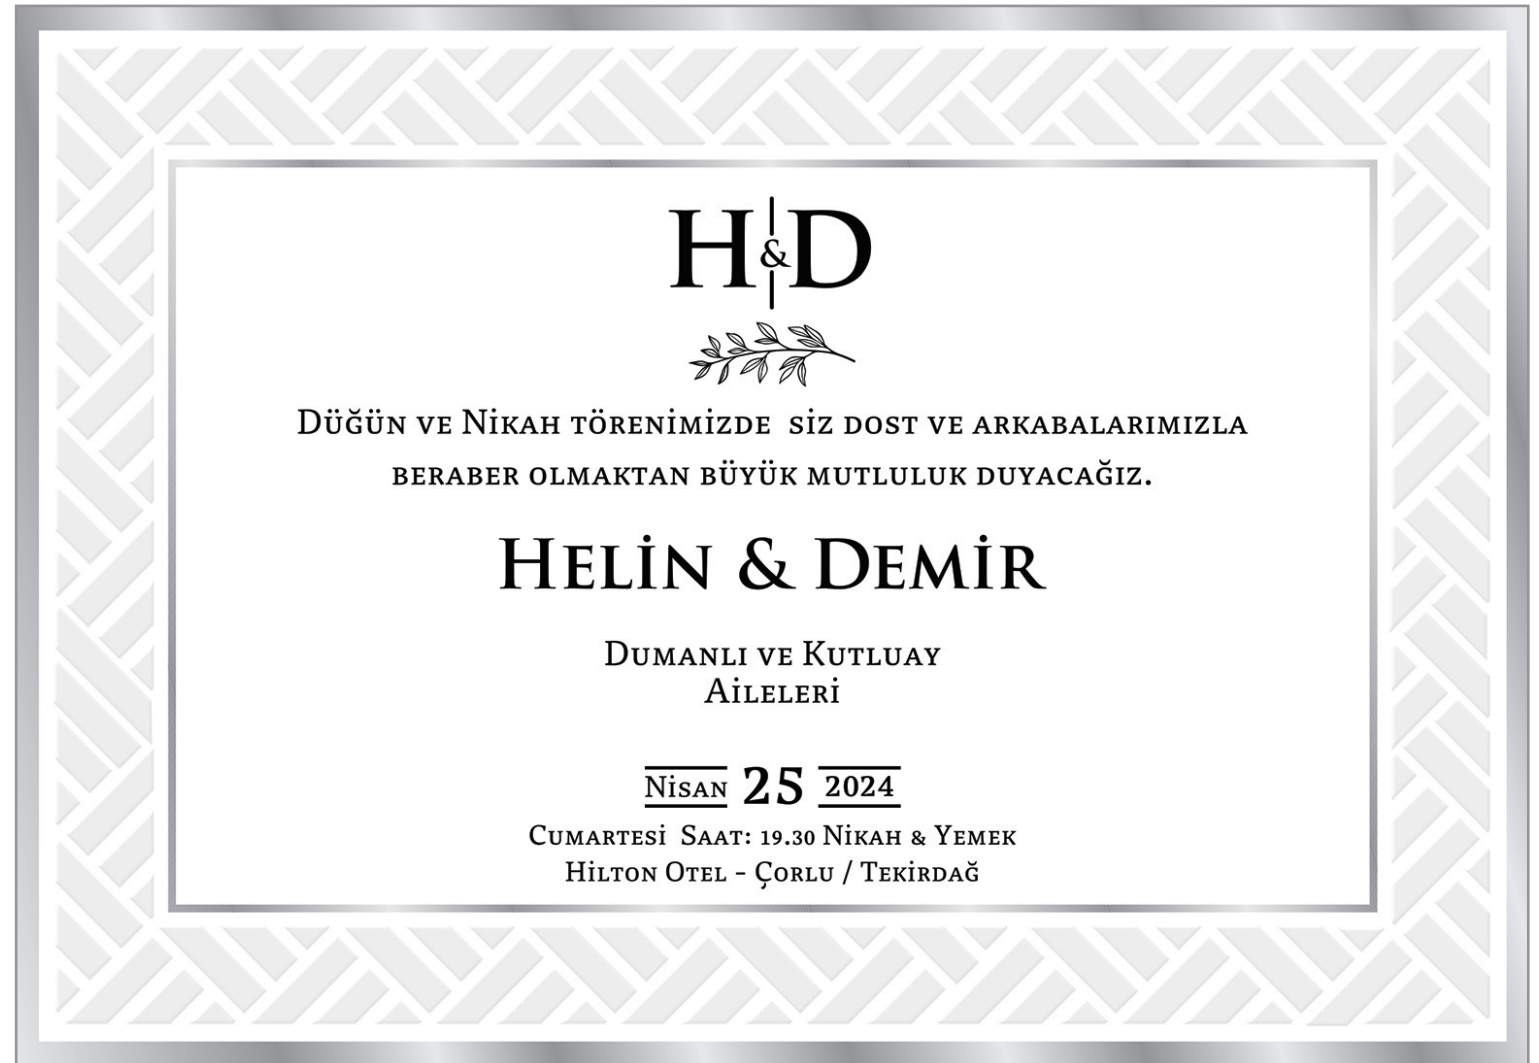 H&D
Düğün ve Nikah törenimizde siz dost ve arkabalarımızla
beraber olmaktan büyük mutluluk duyacağız.
Helin & Demir
Dumanlı ve Kutluay
Aileleri
Nisan 25 2024
Cumartesi Saat: 19.30 Nikah & Yemek
Hilton Otel - Çorlu / Tekirdağ